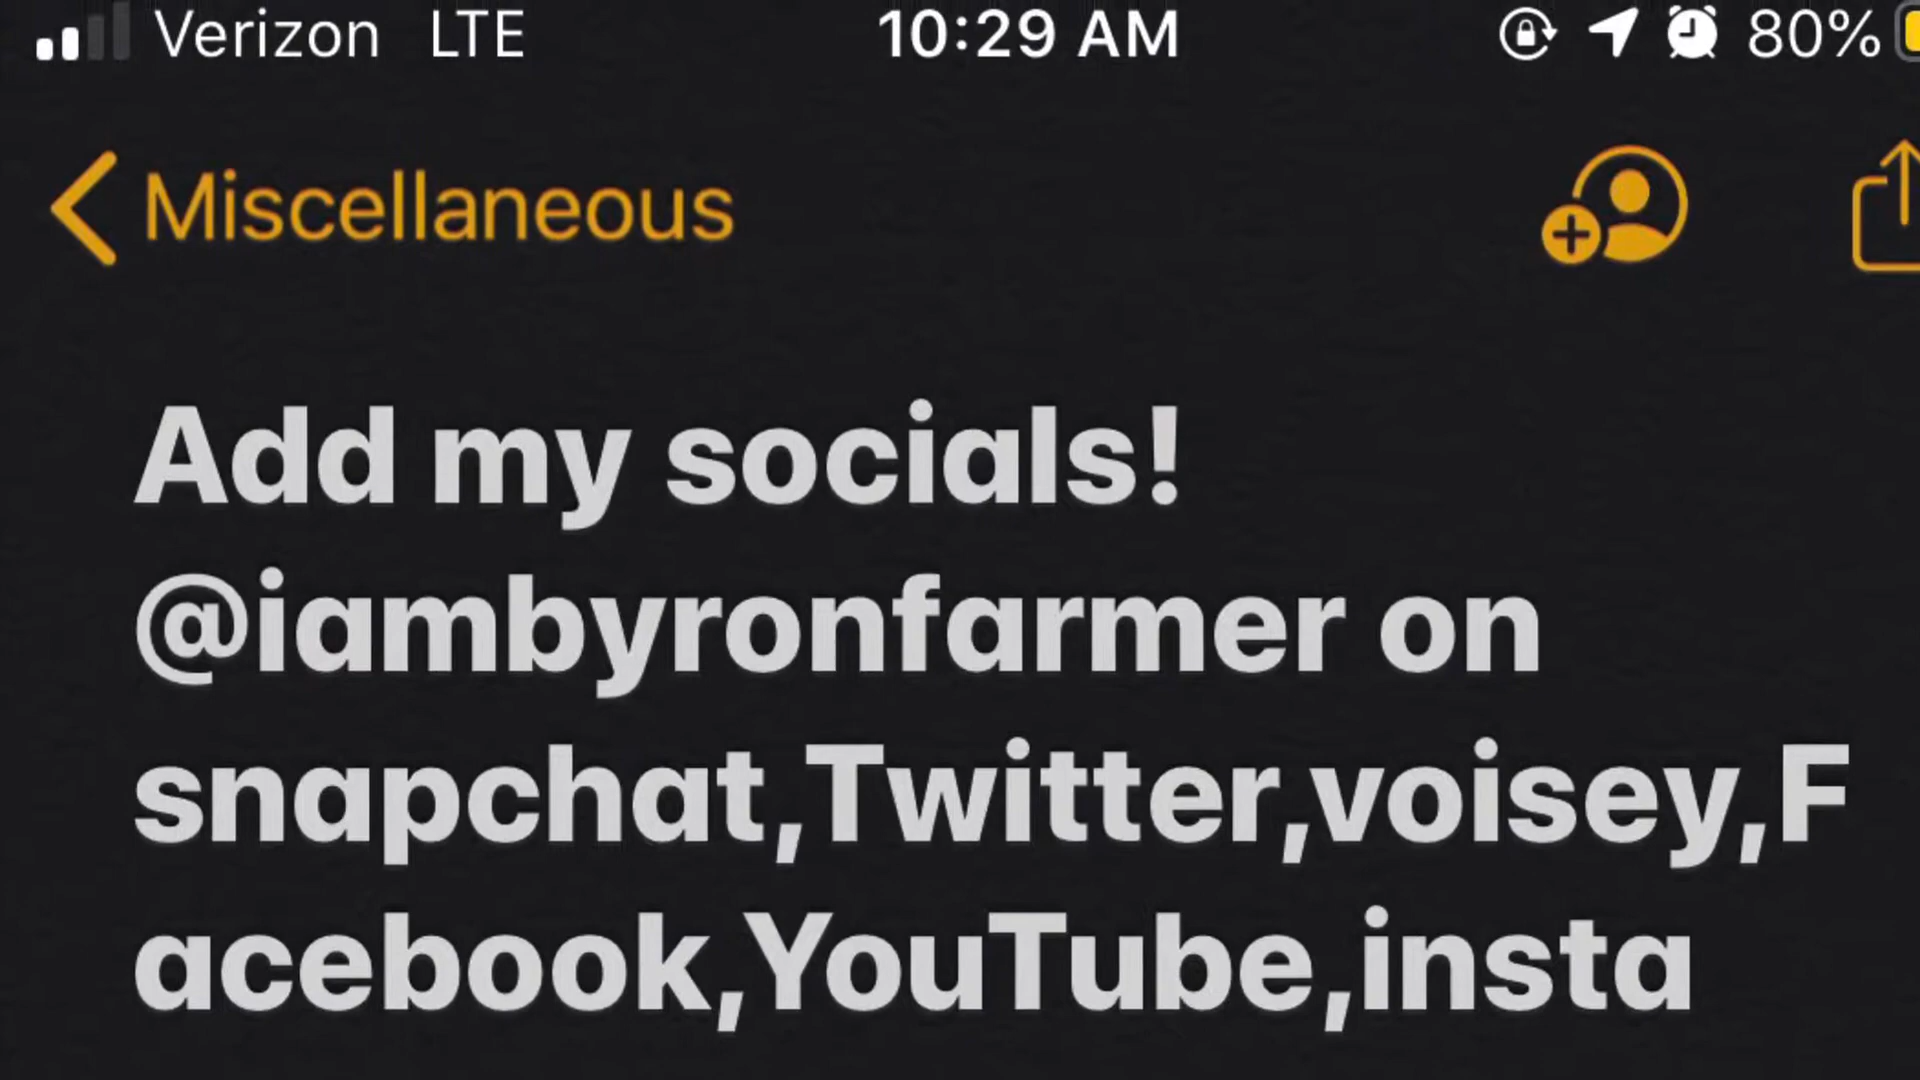 Verizon LTE 10:29 AM 80%
Miscellaneous
Add my socials!
@iambyronfarmer on
snapchat,Twitter,voisey,F
acebook,YouTube,insta